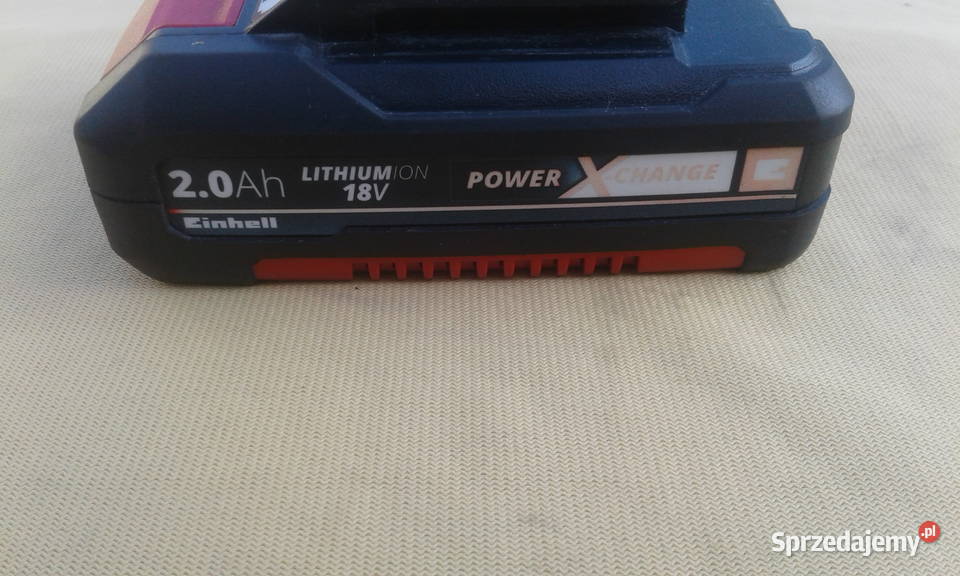 2.0Ah LITHIUMION POWER X CHANGE
18V
Einhell
Sprzedajemy.pl